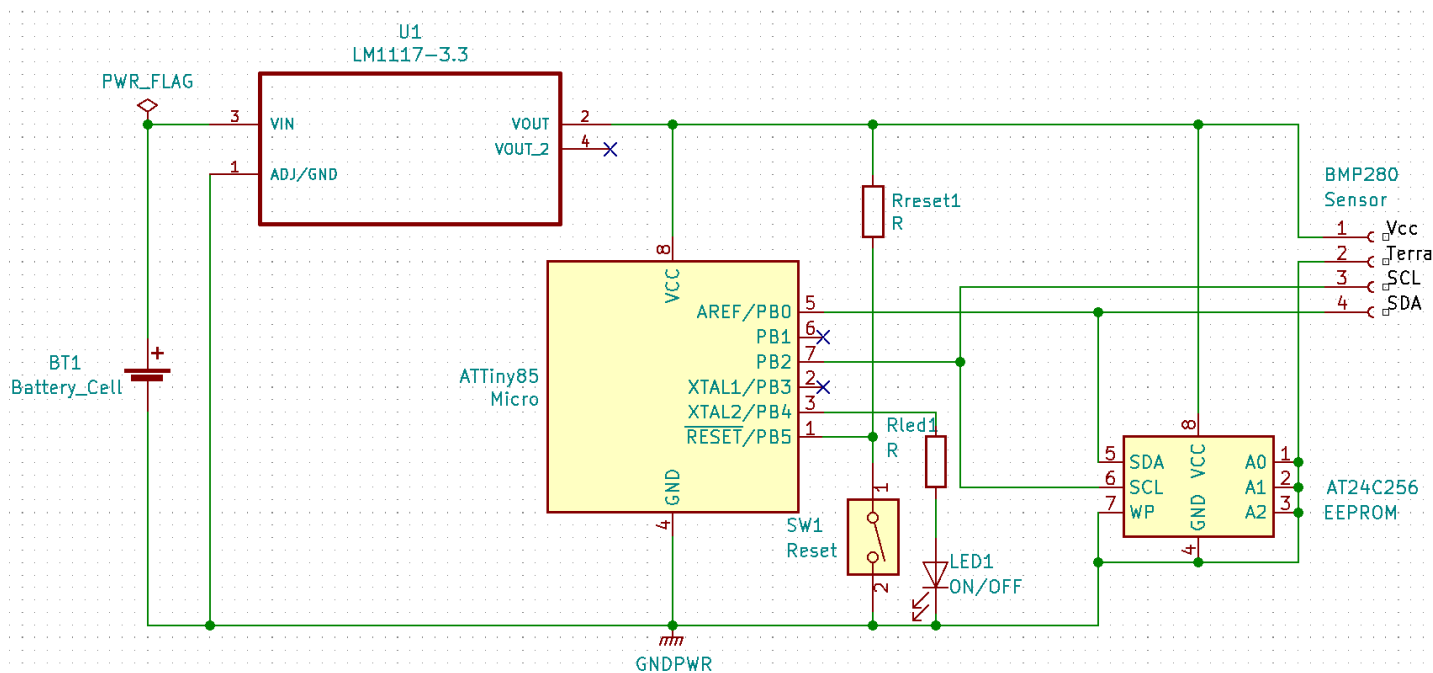 U1
LM1117-3.3
PWR_FLAG
3
VIN
VOUT
2
VOUT_2
4
1
ADJ/GND
Rreset1
R
BMP280
Sensor
1
Vcc
2
Terra
3
SCL
4
SDA
8
VCC
AREF/PB0
5
PB1
6
PB2
7
XTAL1/PB3
2
XTAL2/PB4
3
RESET/PB5
1
GND
4
ATTiny85
Micro
BT1
Battery_Cell
+
Rled1
R
1
SW1
Reset
2
LED1
ON/OFF
8
VCC
5
SDA
6
SCL
7
WP
A0
1
A1
2
A2
3
GND
4
AT24C256
EEPROM
GNDPWR